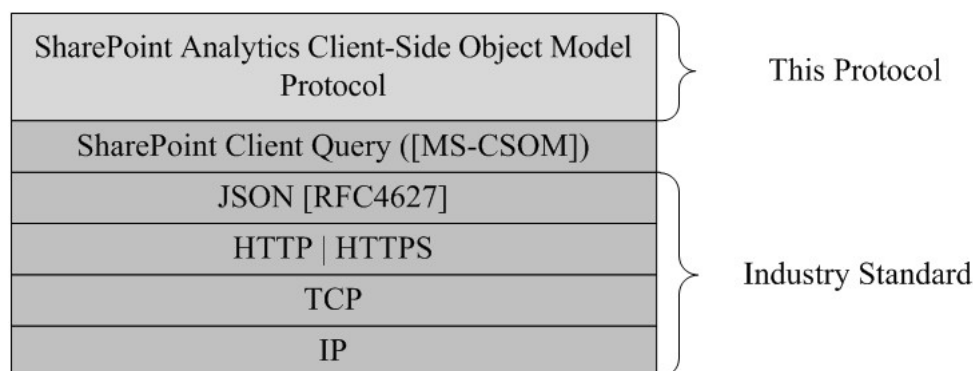 SharePoint Analytics Client-Side Object Model
Protocol
This Protocol
SharePoint Client Query ([MS-CSOM])
JSON [RFC4627]
HTTP | HTTPS
TCP
IP
Industry Standard